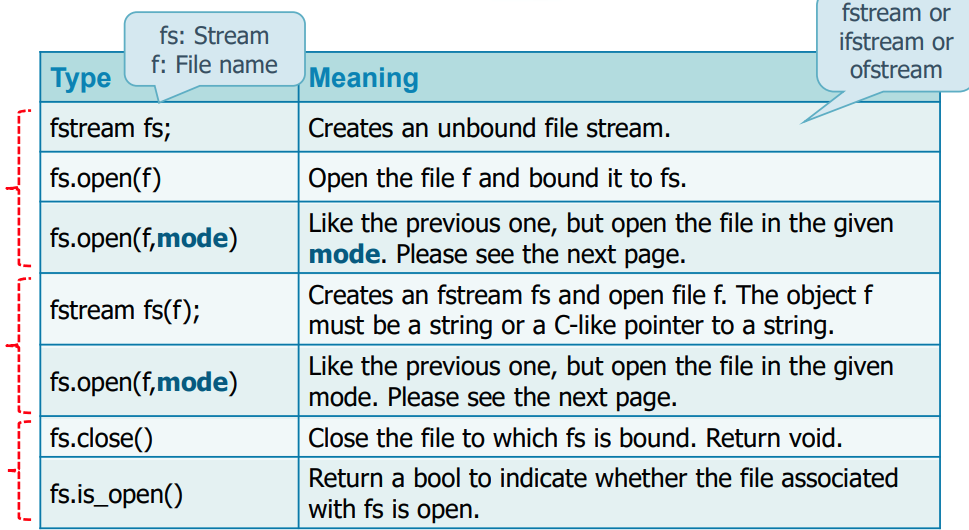 fs: Stream
f: File name
fstream or
ifstream or
ofstream
Type
Meaning
fstream fs;
Creates an unbound file stream.
fs.open(f)
Open the file f and bound it to fs.
fs.open(f,mode)
Like the previous one, but open the file in the given
mode. Please see the next page.
fstream fs(f);
Creates an fstream fs and open file f. The object f
must be a string or a C-like pointer to a string.
fs.open(f,mode)
Like the previous one, but open the file in the given
mode. Please see the next page.
fs.close()
Close the file to which fs is bound. Return void.
fs.is_open()
Return a bool to indicate whether the file associated
with fs is open.